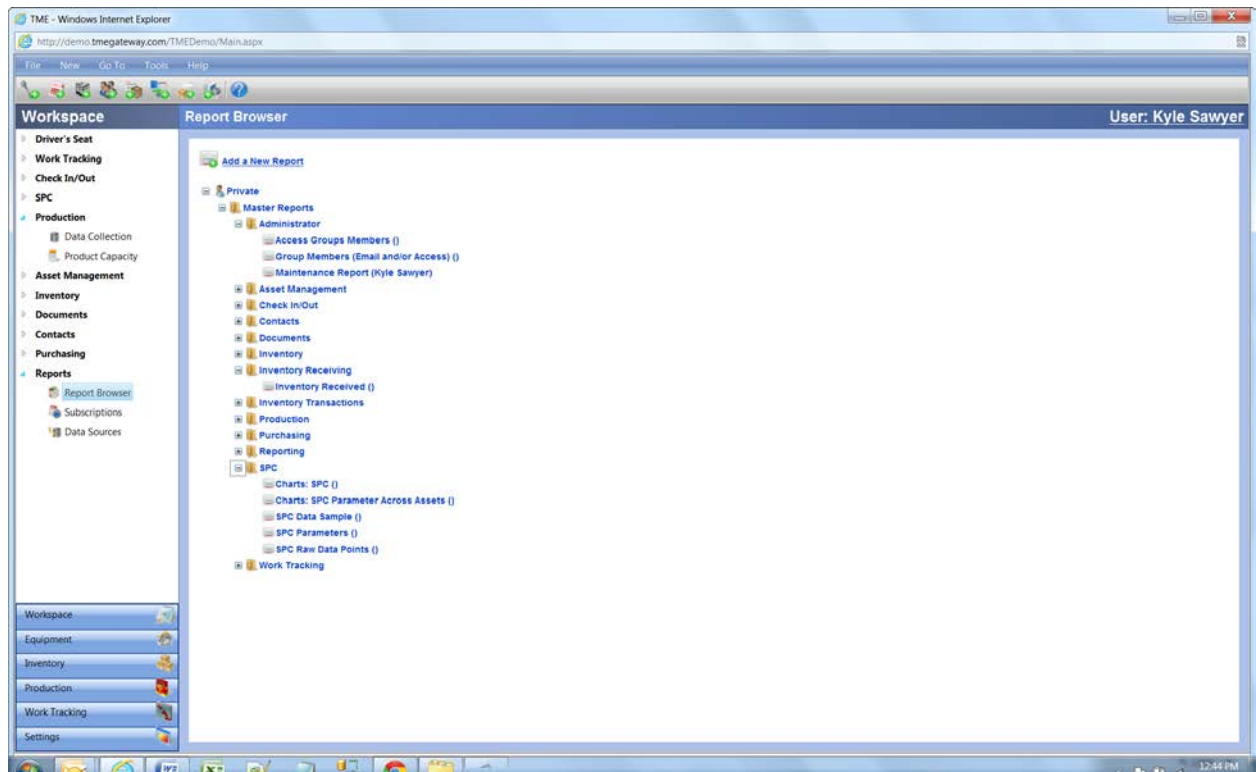 TME - Windows Internet Explorer
http://demo.tmegateway.com/TMEDemo/Main.aspx
File New Go To Tools Help
Workspace
Report Browser
User: Kyle Sawyer
Driver's Seat
Work Tracking
Check In/Out
SPC
Production
Data Collection
Product Capacity
Asset Management
Inventory
Documents
Contacts
Purchasing
Reports
Report Browser
Subscriptions
Data Sources
Add a New Report
Private
Master Reports
Administrator
Access Groups Members ()
Group Members (Email and/or Access) ()
Maintenance Report (Kyle Sawyer)
Asset Management
Check In/Out
Contacts
Documents
Inventory
Inventory Receiving
Inventory Received ()
Inventory Transactions
Production
Purchasing
Reporting
SPC
Charts: SPC ()
Charts: SPC Parameter Across Assets ()
SPC Data Sample ()
SPC Parameters ()
SPC Raw Data Points ()
Work Tracking
Workspace
Equipment
Inventory
Production
Work Tracking
Settings
12:44 PM